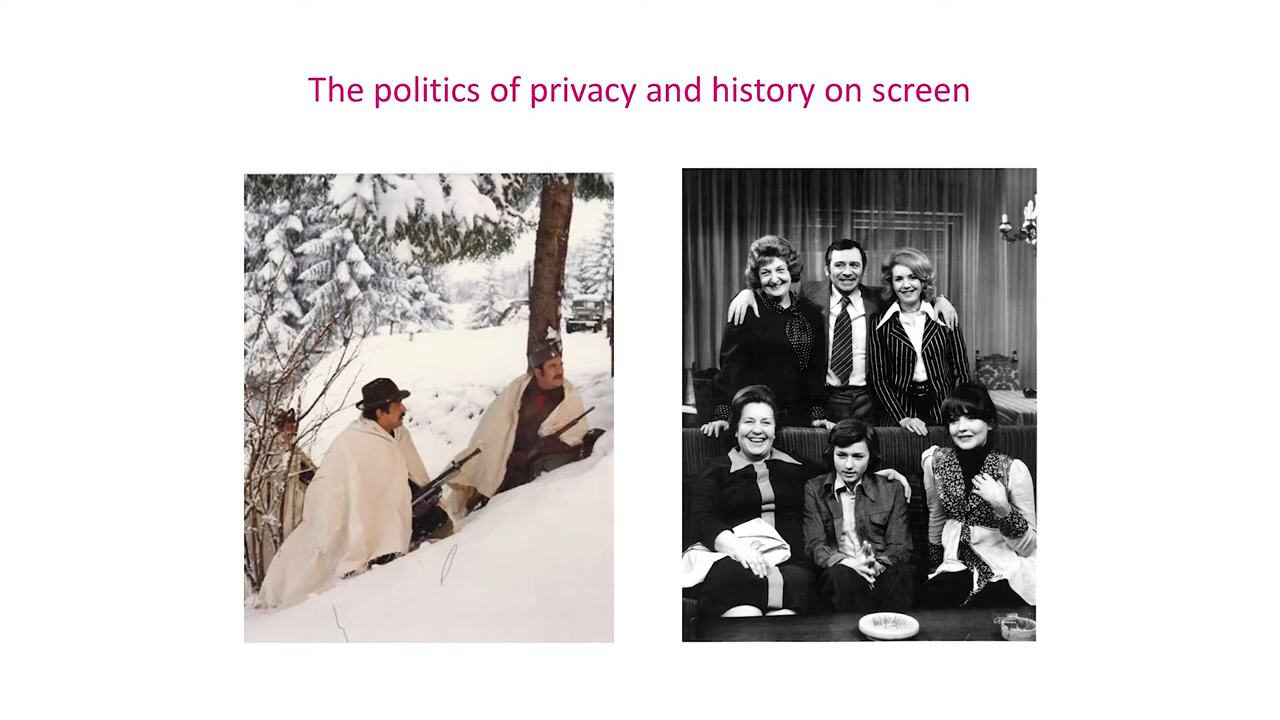 The politics of privacy and history on screen